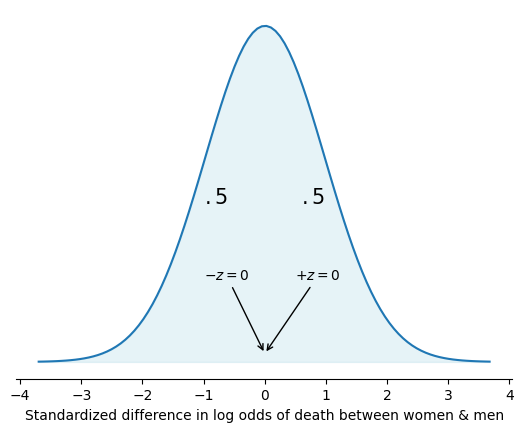 .5 .5
−z = 0 +z = 0
−4 −3 −2 −1 0 1 2 3 4
Standardized difference in log odds of death between women & men